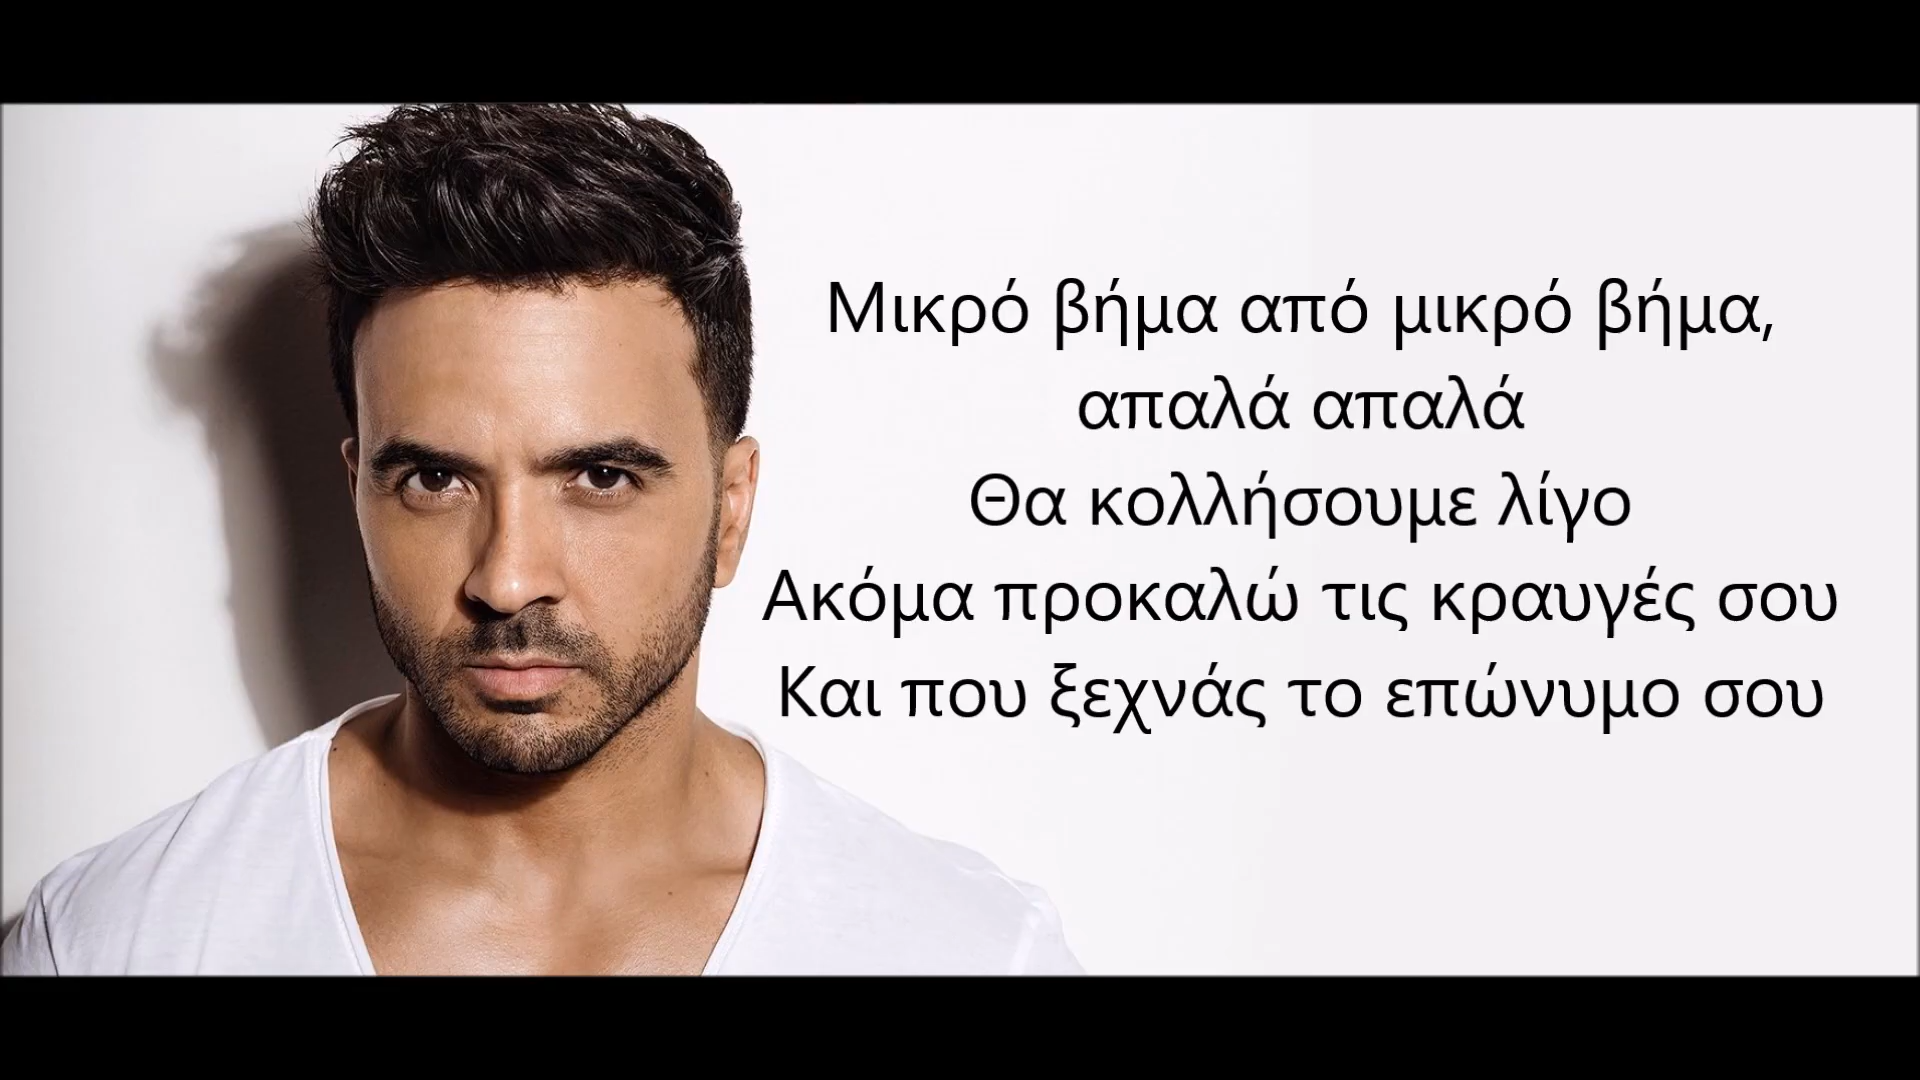 Μικρό βήμα από μικρό βήμα,
απαλά απαλά
Θα κολλήσουμε λίγο
Ακόμα προκαλώ τις κραυγές σου
Και που ξεχνάς το επώνυμο σου